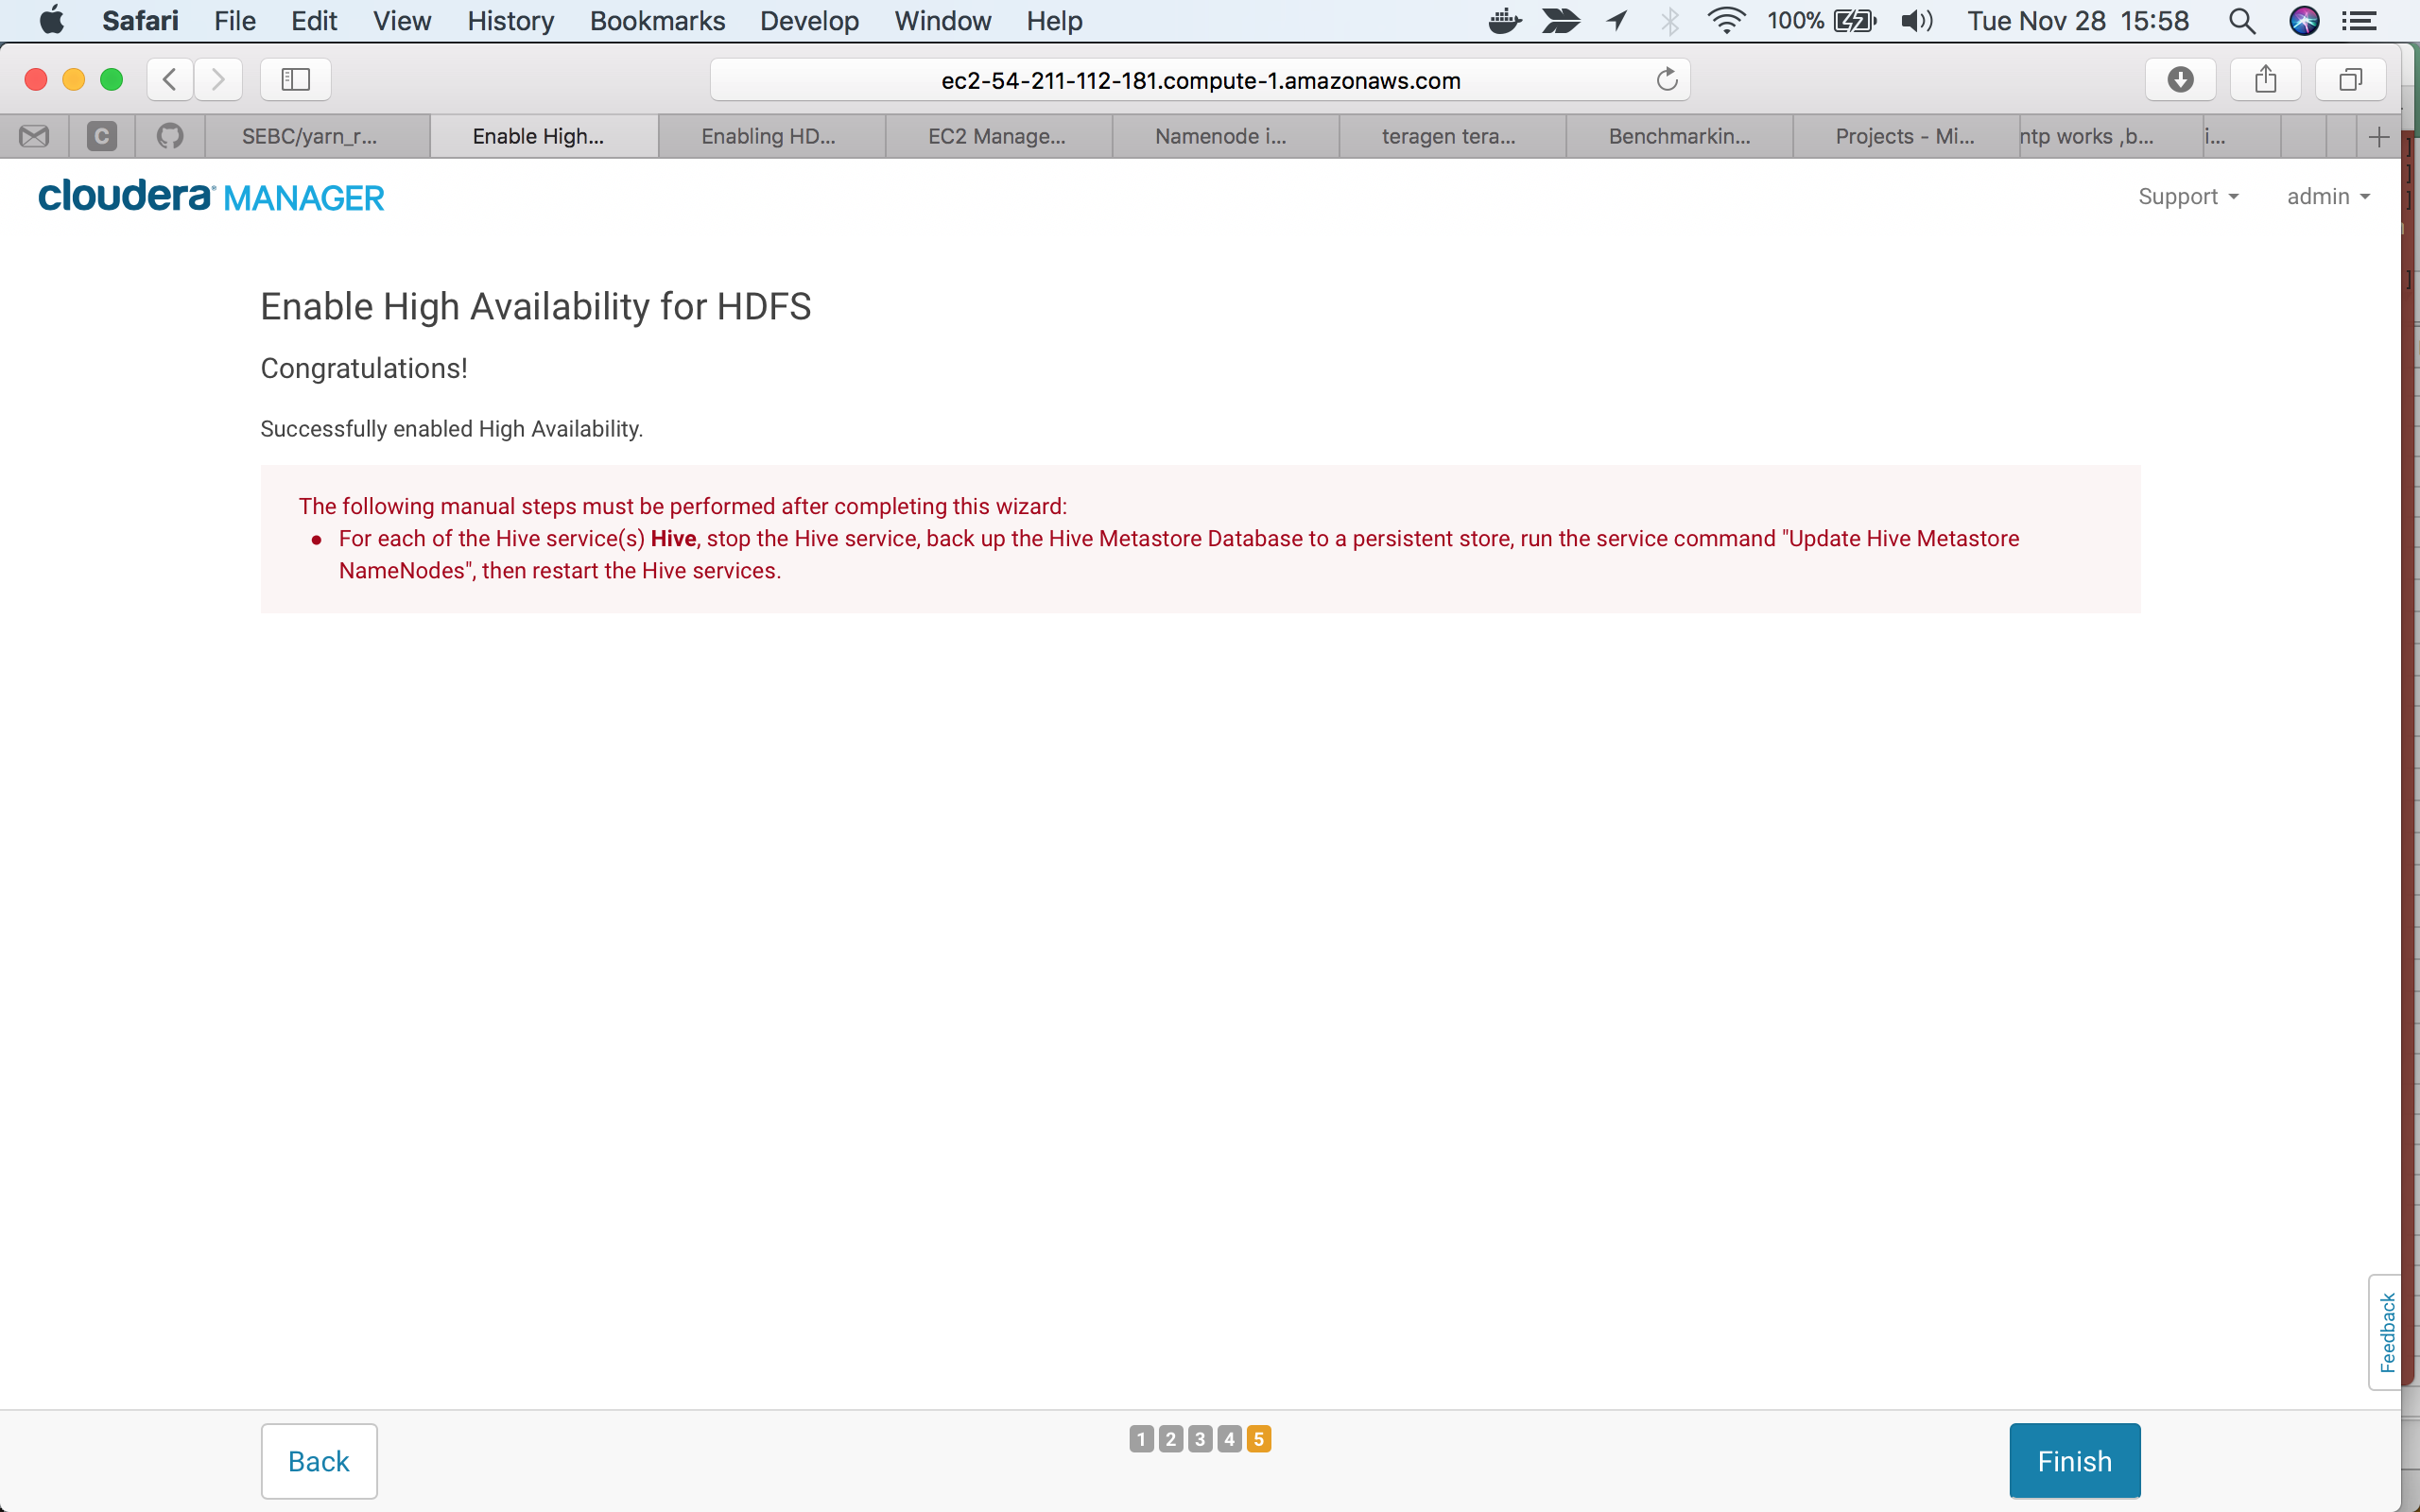 Safari File Edit View History Bookmarks Develop Window Help 100% Tue Nov 28 15:58
ec2-54-211-112-181.compute-1.amazonaws.com
C SEBC/yarn_r... Enable High... Enabling HD... EC2 Manage... Namenode i... teragen tera... Benchmarkin... Projects - Mi... ntp works ,b... i...
cloudera MANAGER Support admin
Enable High Availability for HDFS
Congratulations!
Successfully enabled High Availability.
The following manual steps must be performed after completing this wizard:
• For each of the Hive service(s) Hive, stop the Hive service, back up the Hive Metastore Database to a persistent store, run the service command "Update Hive Metastore
NameNodes", then restart the Hive services.
Feedback
Back 1 2 3 4 5 Finish